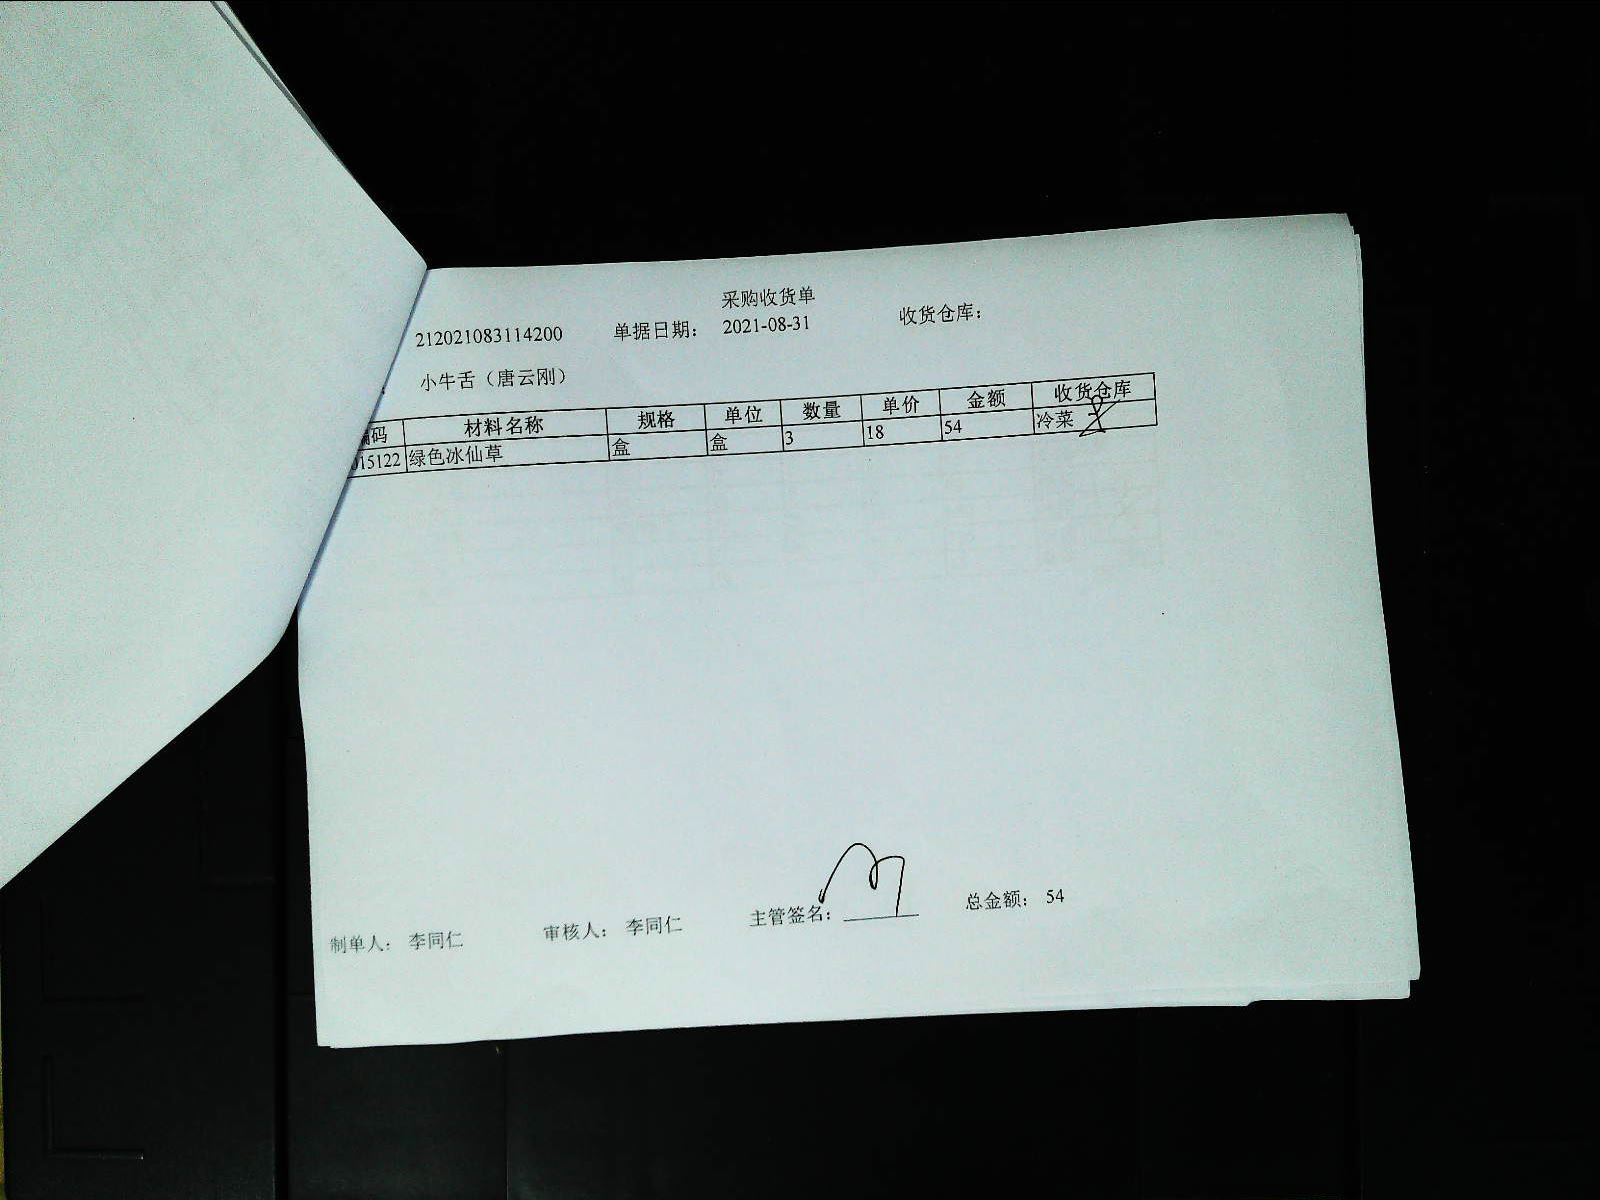 采购收货单
212021083114200 单据日期： 2021-08-31 收货仓库：
小牛舌（唐云刚）
编码 材料名称 规格 单位 数量 单价 金额 收货仓库
015122 绿色冰仙草 盒 盒 3 18 54 冷菜
制单人： 李同仁 审核人： 李同仁 主管签名： 总金额： 54